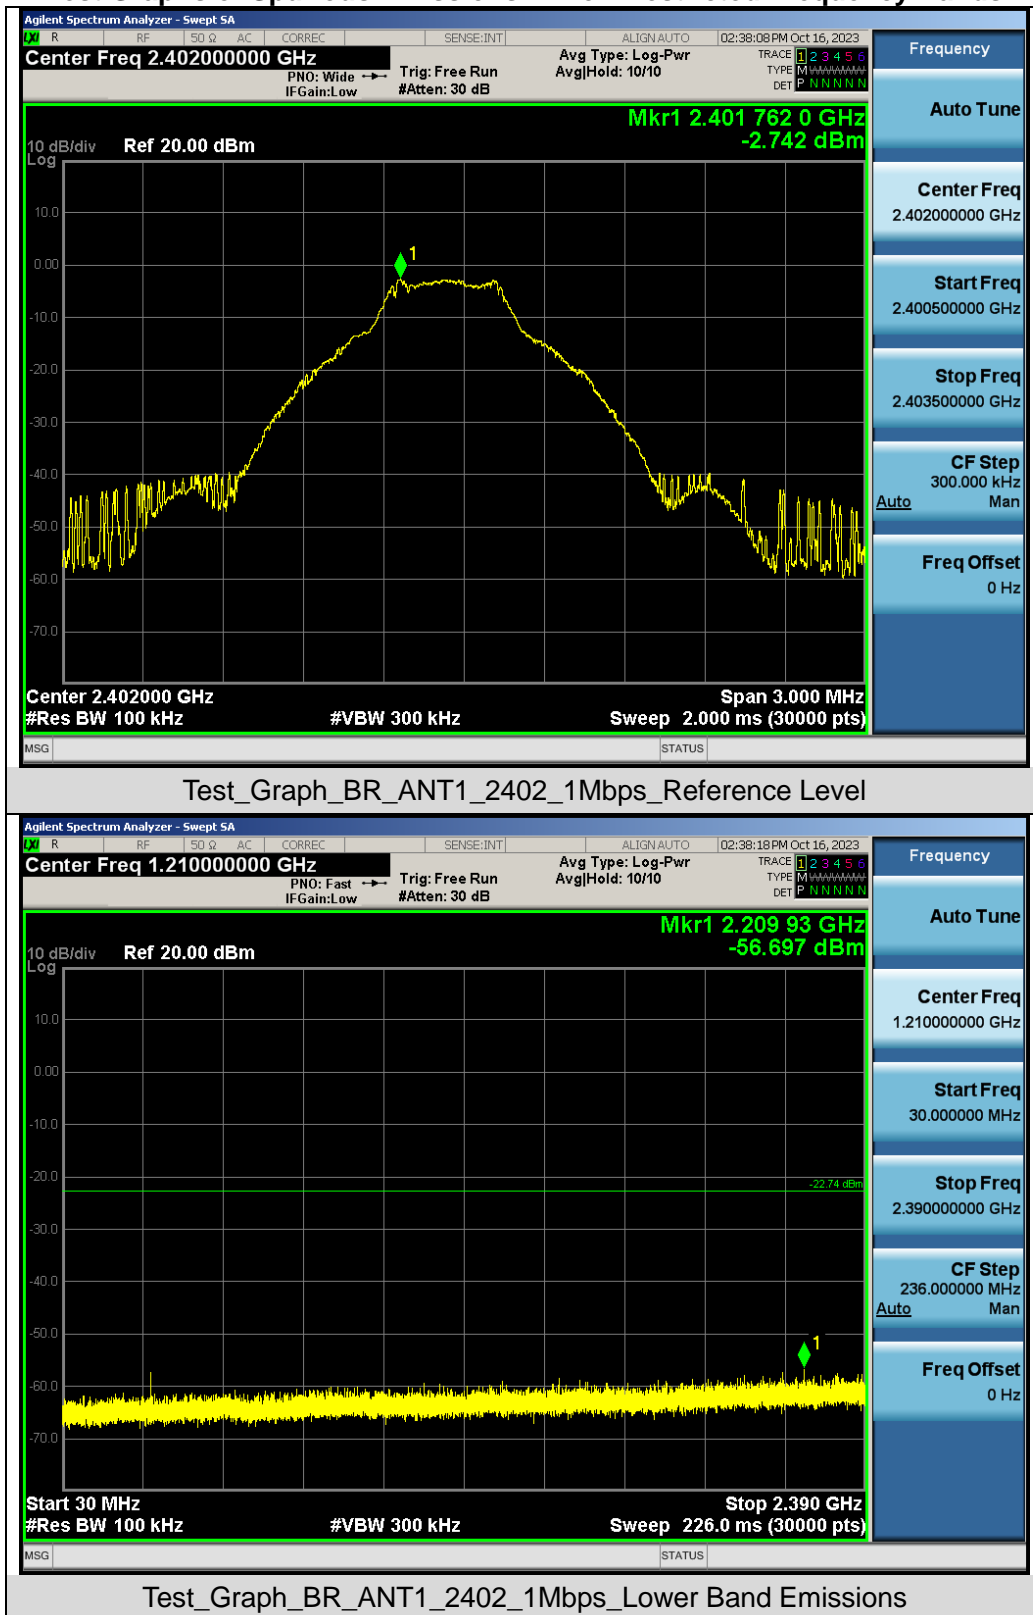 Agilent Spectrum Analyzer - Swept SA
LXI R RF 50 Ω AC CORREC SENSE:INT ALIGN AUTO 02:38:08 PM Oct 16, 2023
Center Freq 2.402000000 GHz
PNO: Wide Trig: Free Run Avg Type: Log-Pwr TRACE 1 2 3 4 5 6
IFGain:Low #Atten: 30 dB Avg|Hold: 10/10 TYPE M
DET P N N N N N
Mkr1 2.401 762 0 GHz
-2.742 dBm
10 dB/div Ref 20.00 dBm
Log
10.0
0.00
-10.0
-20.0
-30.0
-40.0
-50.0
-60.0
-70.0
1
Center 2.402000 GHz Span 3.000 MHz
#Res BW 100 kHz #VBW 300 kHz Sweep 2.000 ms (30000 pts)
MSG STATUS
Frequency
Auto Tune
Center Freq
2.402000000 GHz
Start Freq
2.400500000 GHz
Stop Freq
2.403500000 GHz
CF Step
300.000 kHz
Auto Man
Freq Offset
0 Hz
Test_Graph_BR_ANT1_2402_1Mbps_Reference Level
Agilent Spectrum Analyzer - Swept SA
LXI R RF 50 Ω AC CORREC SENSE:INT ALIGN AUTO 02:38:18 PM Oct 16, 2023
Center Freq 1.210000000 GHz
PNO: Fast Trig: Free Run Avg Type: Log-Pwr TRACE 1 2 3 4 5 6
IFGain:Low #Atten: 30 dB Avg|Hold: 10/10 TYPE M
DET P N N N N N
Mkr1 2.209 93 GHz
-56.697 dBm
10 dB/div Ref 20.00 dBm
Log
10.0
0.00
-10.0
-20.0
-30.0
-40.0
-50.0
-60.0
-70.0
-22.74 dBm
1
Start 30 MHz Stop 2.390 GHz
#Res BW 100 kHz #VBW 300 kHz Sweep 226.0 ms (30000 pts)
MSG STATUS
Frequency
Auto Tune
Center Freq
1.210000000 GHz
Start Freq
30.000000 MHz
Stop Freq
2.390000000 GHz
CF Step
236.000000 MHz
Auto Man
Freq Offset
0 Hz
Test_Graph_BR_ANT1_2402_1Mbps_Lower Band Emissions